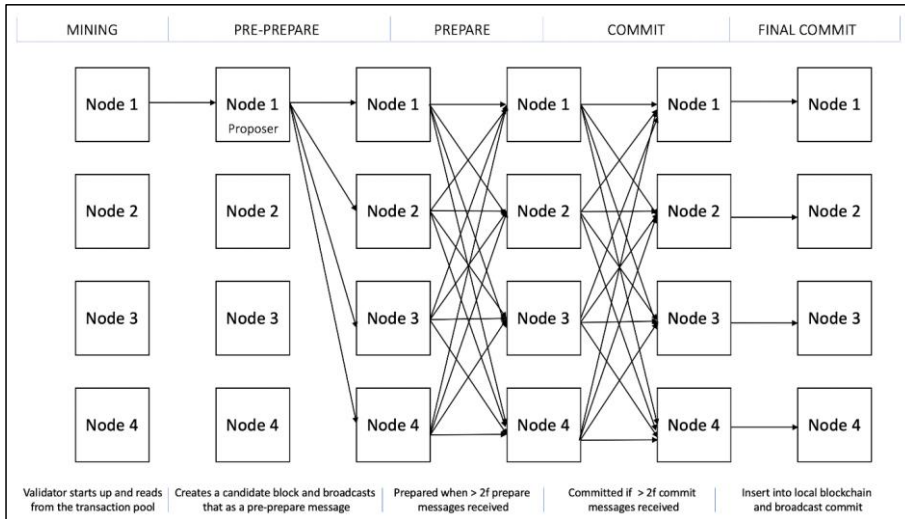 MINING PRE-PREPARE PREPARE COMMIT FINAL COMMIT
Node 1 Node 1 Node 1 Node 1 Node 1 Node 1
Proposer
Node 2 Node 2 Node 2 Node 2 Node 2 Node 2
Node 3 Node 3 Node 3 Node 3 Node 3 Node 3
Node 4 Node 4 Node 4 Node 4 Node 4 Node 4
Validator starts up and reads
from the transaction pool
Creates a candidate block and broadcasts
that as a pre-prepare message
Prepared when > 2f prepare
messages received
Committed if > 2f commit
messages received
Insert into local blockchain
and broadcast commit